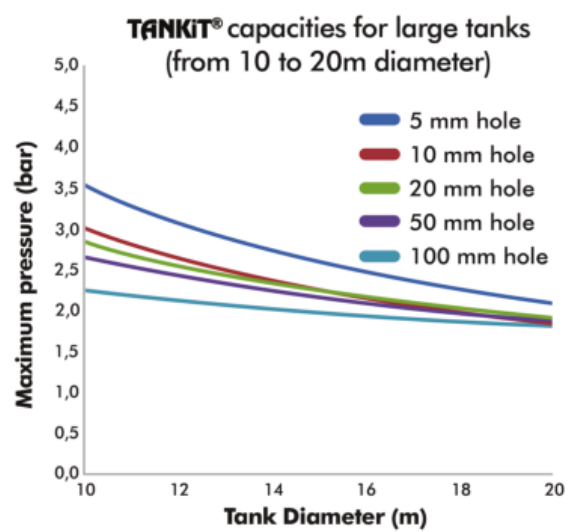 TANKiT® capacities for large tanks
(from 10 to 20m diameter)
5 mm hole
10 mm hole
20 mm hole
50 mm hole
100 mm hole
Maximum pressure (bar)
5,0
4,5
4,0
3,5
3,0
2,5
2,0
1,5
1,0
0,5
0,0
10 12 14 16 18 20
Tank Diameter (m)